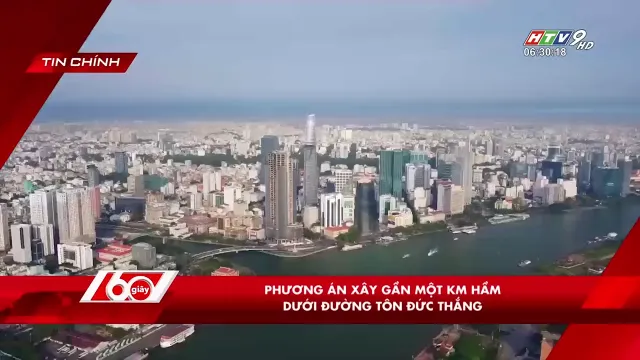 TIN CHÍNH
HTV9 HD
06:30:18
60 giây
PHƯƠNG ÁN XÂY GẦN MỘT KM HẦM
DƯỚI ĐƯỜNG TÔN ĐỨC THẮNG